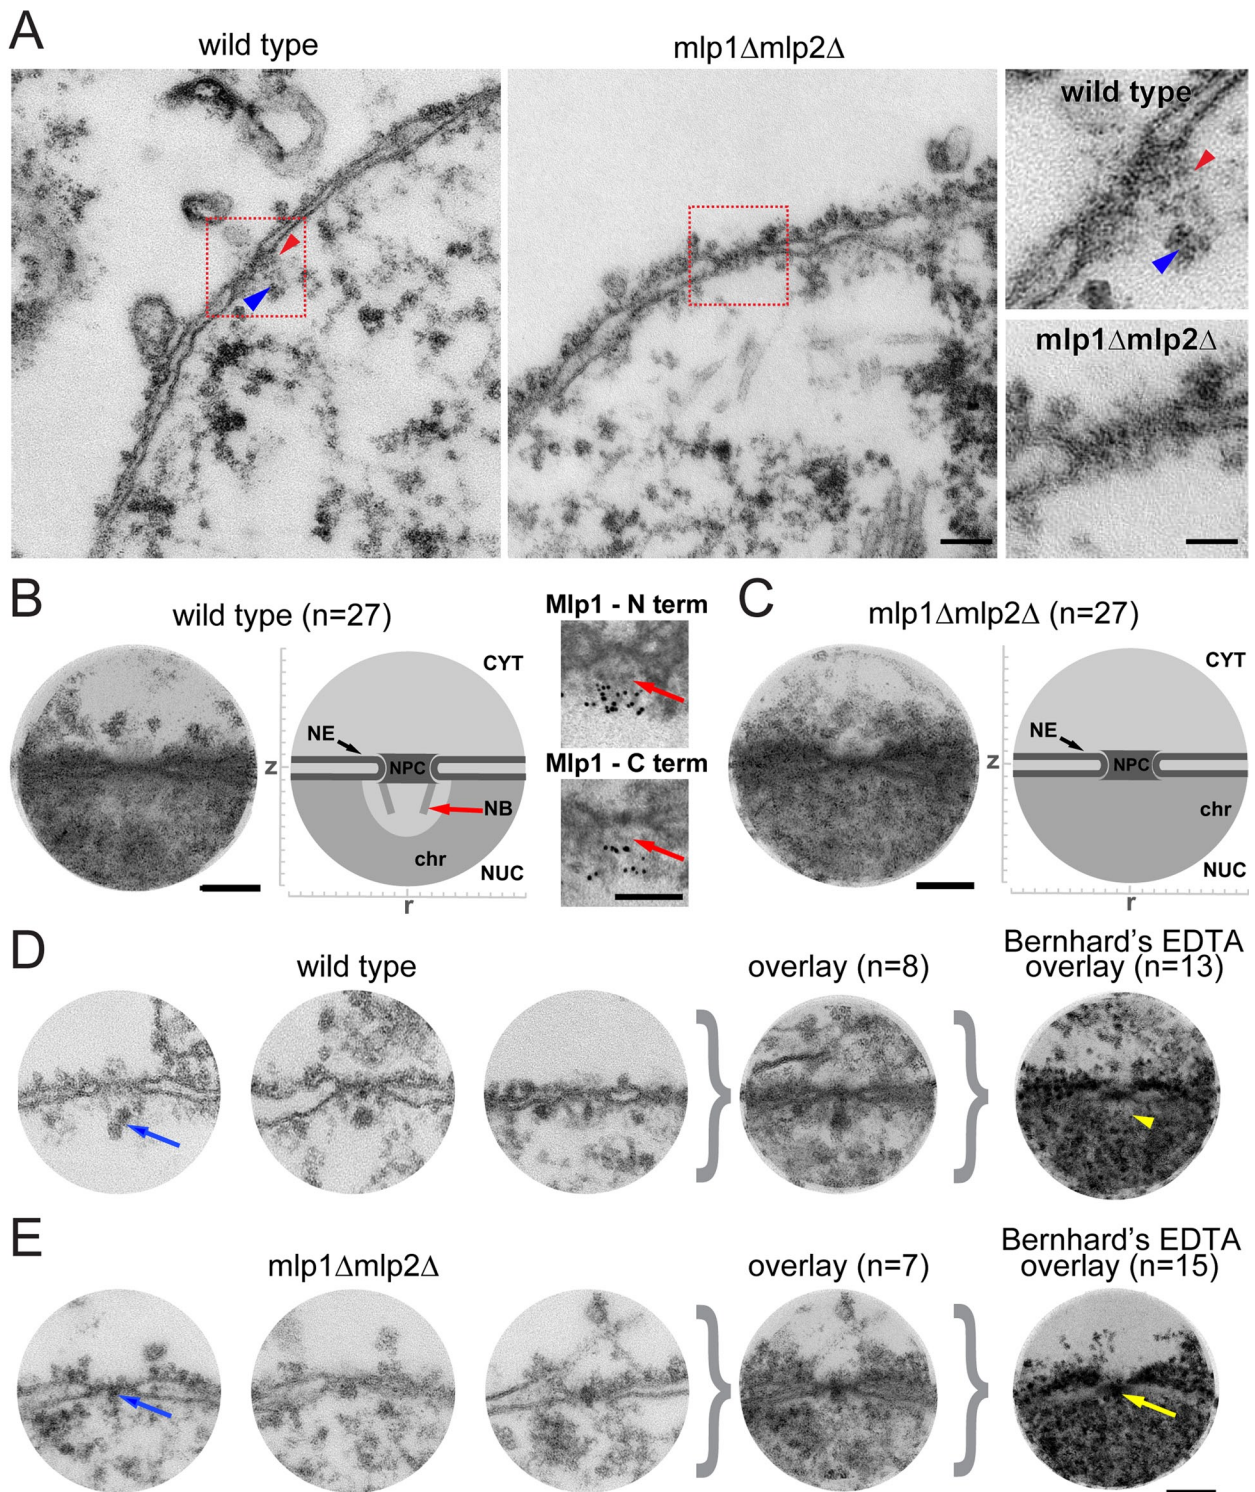 A
wild type
mlp1Δmlp2Δ
wild type
mlp1Δmlp2Δ
B
wild type (n=27)
CYT
NE
NPC
NB
chr
NUC
z
r
Mlp1 - N term
Mlp1 - C term
C
mlp1Δmlp2Δ (n=27)
CYT
NE
NPC
chr
NUC
z
r
D
wild type
overlay (n=8)
Bernhard's EDTA
overlay (n=13)
E
mlp1Δmlp2Δ
overlay (n=7)
Bernhard's EDTA
overlay (n=15)